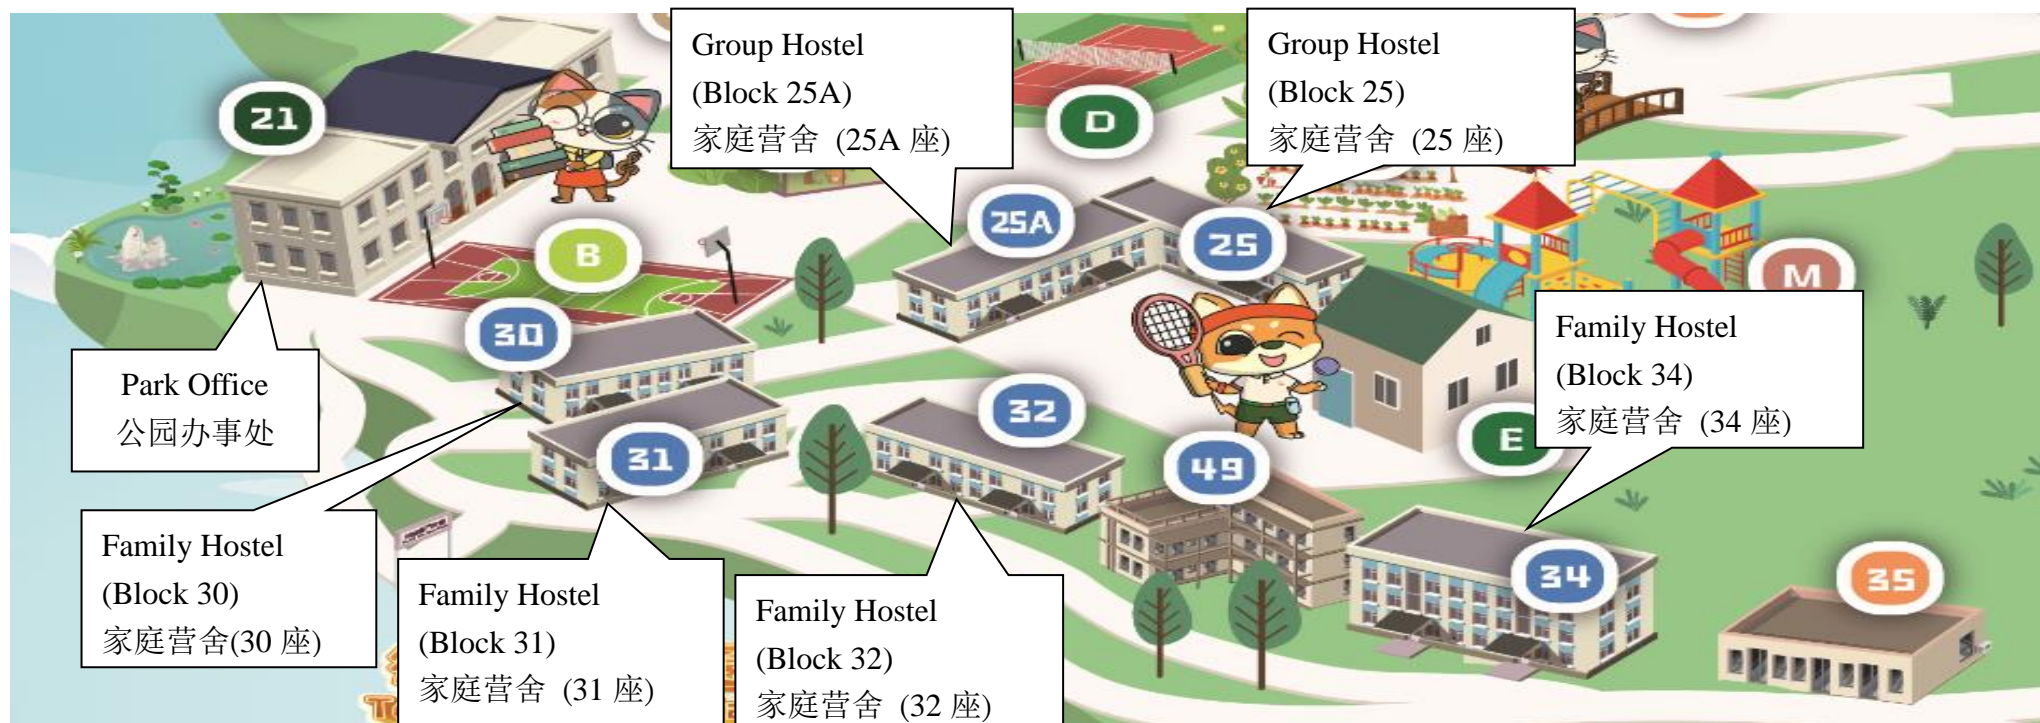 Group Hostel
(Block 25A)
家庭营舍 (25A 座)
Group Hostel
(Block 25)
家庭营舍 (25 座)
21
D
B
25A
25
M
30
Park Office
公园办事处
Family Hostel
(Block 34)
家庭营舍 (34 座)
32
31
49
E
34
35
Family Hostel
(Block 30)
家庭营舍(30 座)
Family Hostel
(Block 31)
家庭营舍 (31 座)
Family Hostel
(Block 32)
家庭营舍 (32 座)